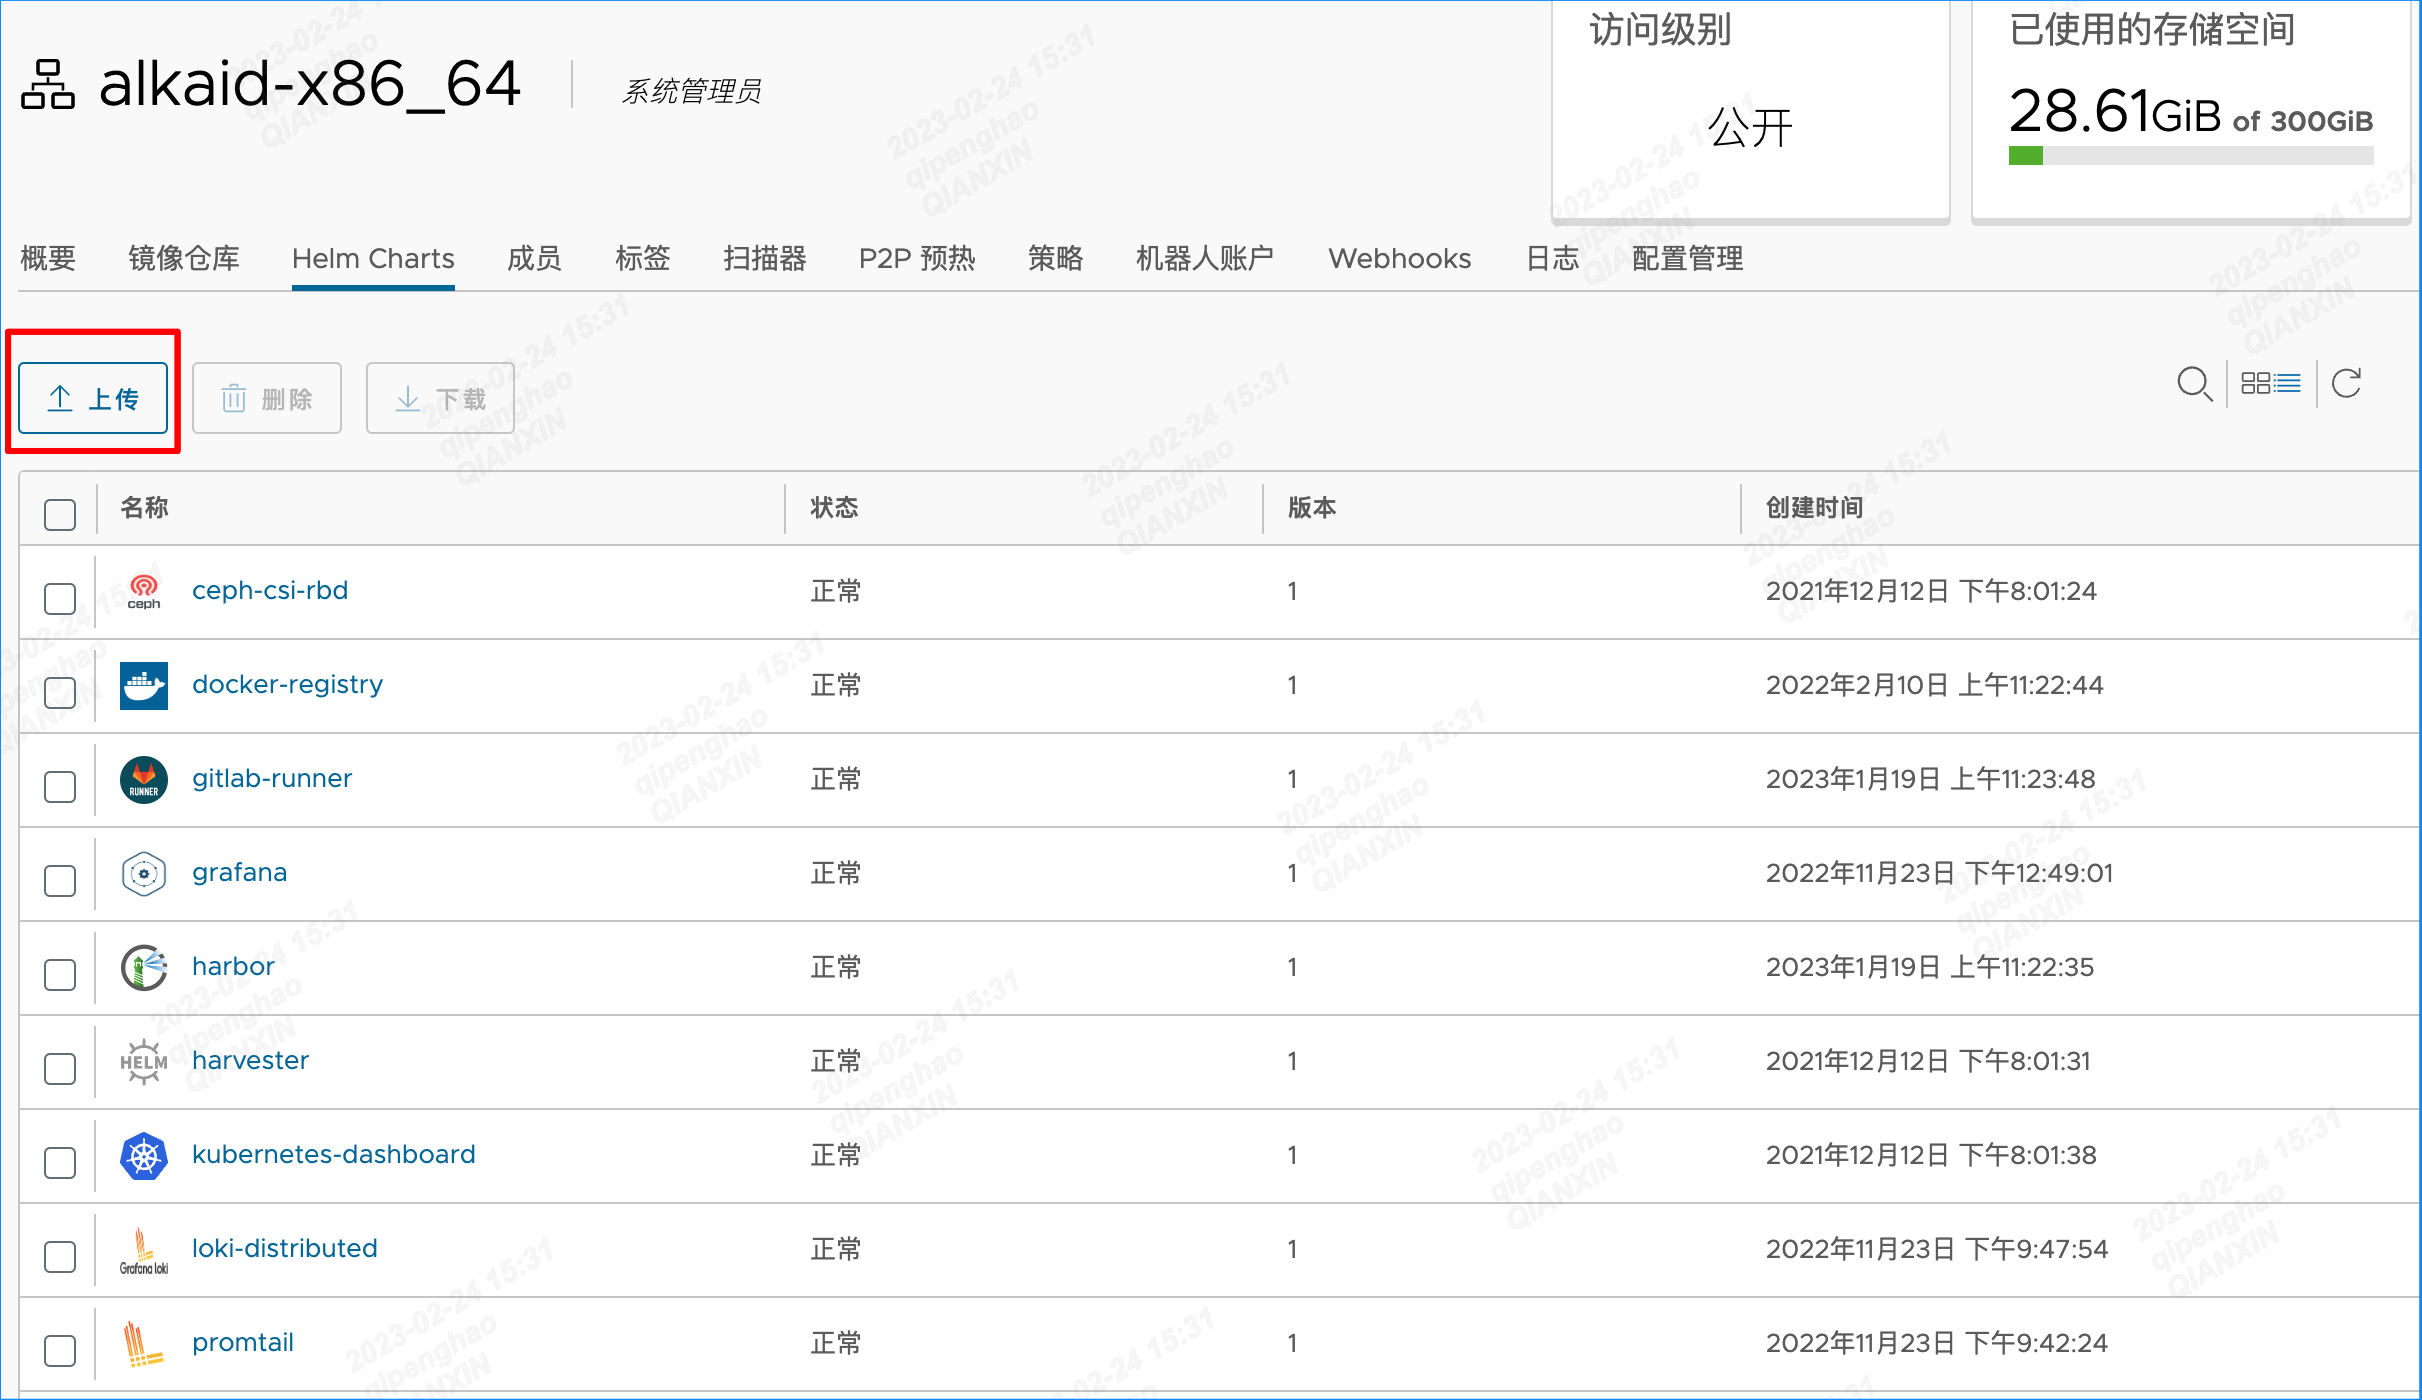 访问级别
已使用的存储空间
alkaid-x86_64
系统管理员
公开
28.61GiB of 300GiB
概要 镜像仓库 Helm Charts 成员 标签 扫描器 P2P 预热 策略 机器人账户 Webhooks 日志 配置管理
上传 删除 下载
名称 状态 版本 创建时间
ceph
ceph-csi-rbd 正常 1 2021年12月12日 下午8:01:24
docker-registry 正常 1 2022年2月10日 上午11:22:44
RUNNER
gitlab-runner 正常 1 2023年1月19日 上午11:23:48
grafana 正常 1 2022年11月23日 下午12:49:01
harbor 正常 1 2023年1月19日 上午11:22:35
HELM
harvester 正常 1 2021年12月12日 下午8:01:31
kubernetes-dashboard 正常 1 2021年12月12日 下午8:01:38
Grafana loki
loki-distributed 正常 1 2022年11月23日 下午9:47:54
promtail 正常 1 2022年11月23日 下午9:42:24
2023-02-24 15:31
qipenghao
QIANXIN